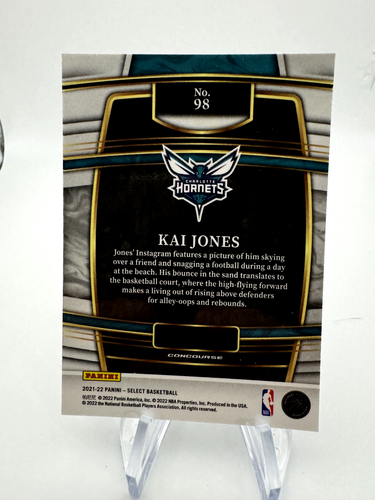 No.
98
CHARLOTTE
HORNETS
KAI JONES
Jones' Instagram features a picture of him skying
over a friend and snagging a football during a day
at the beach. His bounce in the sand translates to
the basketball court, where the high-flying forward
makes a living out of rising above defenders
for alley-oops and rebounds.
CONCOURSE
PANINI
2021-22 PANINI – SELECT BASKETBALL
帕尼尼 © 2022 Panini America, Inc. © 2022 NBA Properties, Inc. Produced in the USA.
© 2022 the National Basketball Players Association. All rights reserved.